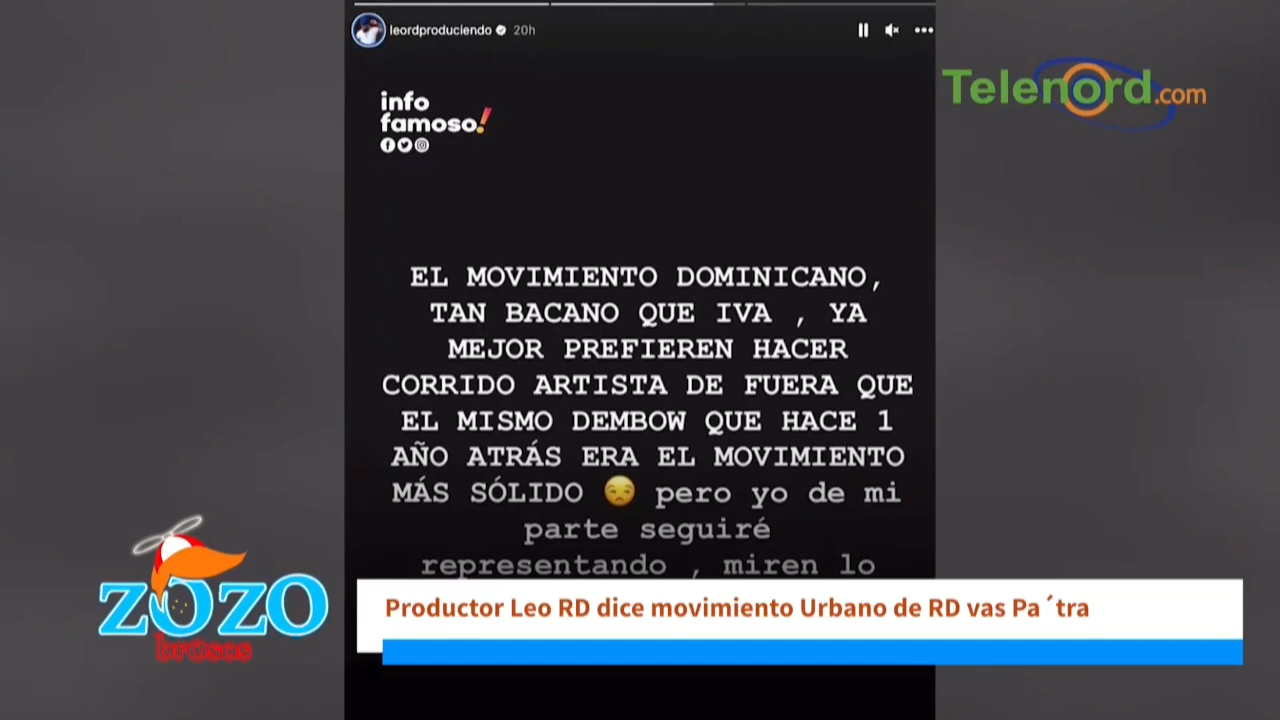 leordproduciendo 20h
Telenord.com
info
famoso!
EL MOVIMIENTO DOMINICANO,
TAN BACANO QUE IVA , YA
MEJOR PREFIEREN HACER
CORRIDO ARTISTA DE FUERA QUE
EL MISMO DEMBOW QUE HACE 1
AÑO ATRÁS ERA EL MOVIMIENTO
MÁS SÓLIDO 😒 pero yo de mi
parte seguiré
representando , miren lo
zozo
brosos
Productor Leo RD dice movimiento Urbano de RD vas Pa´tra